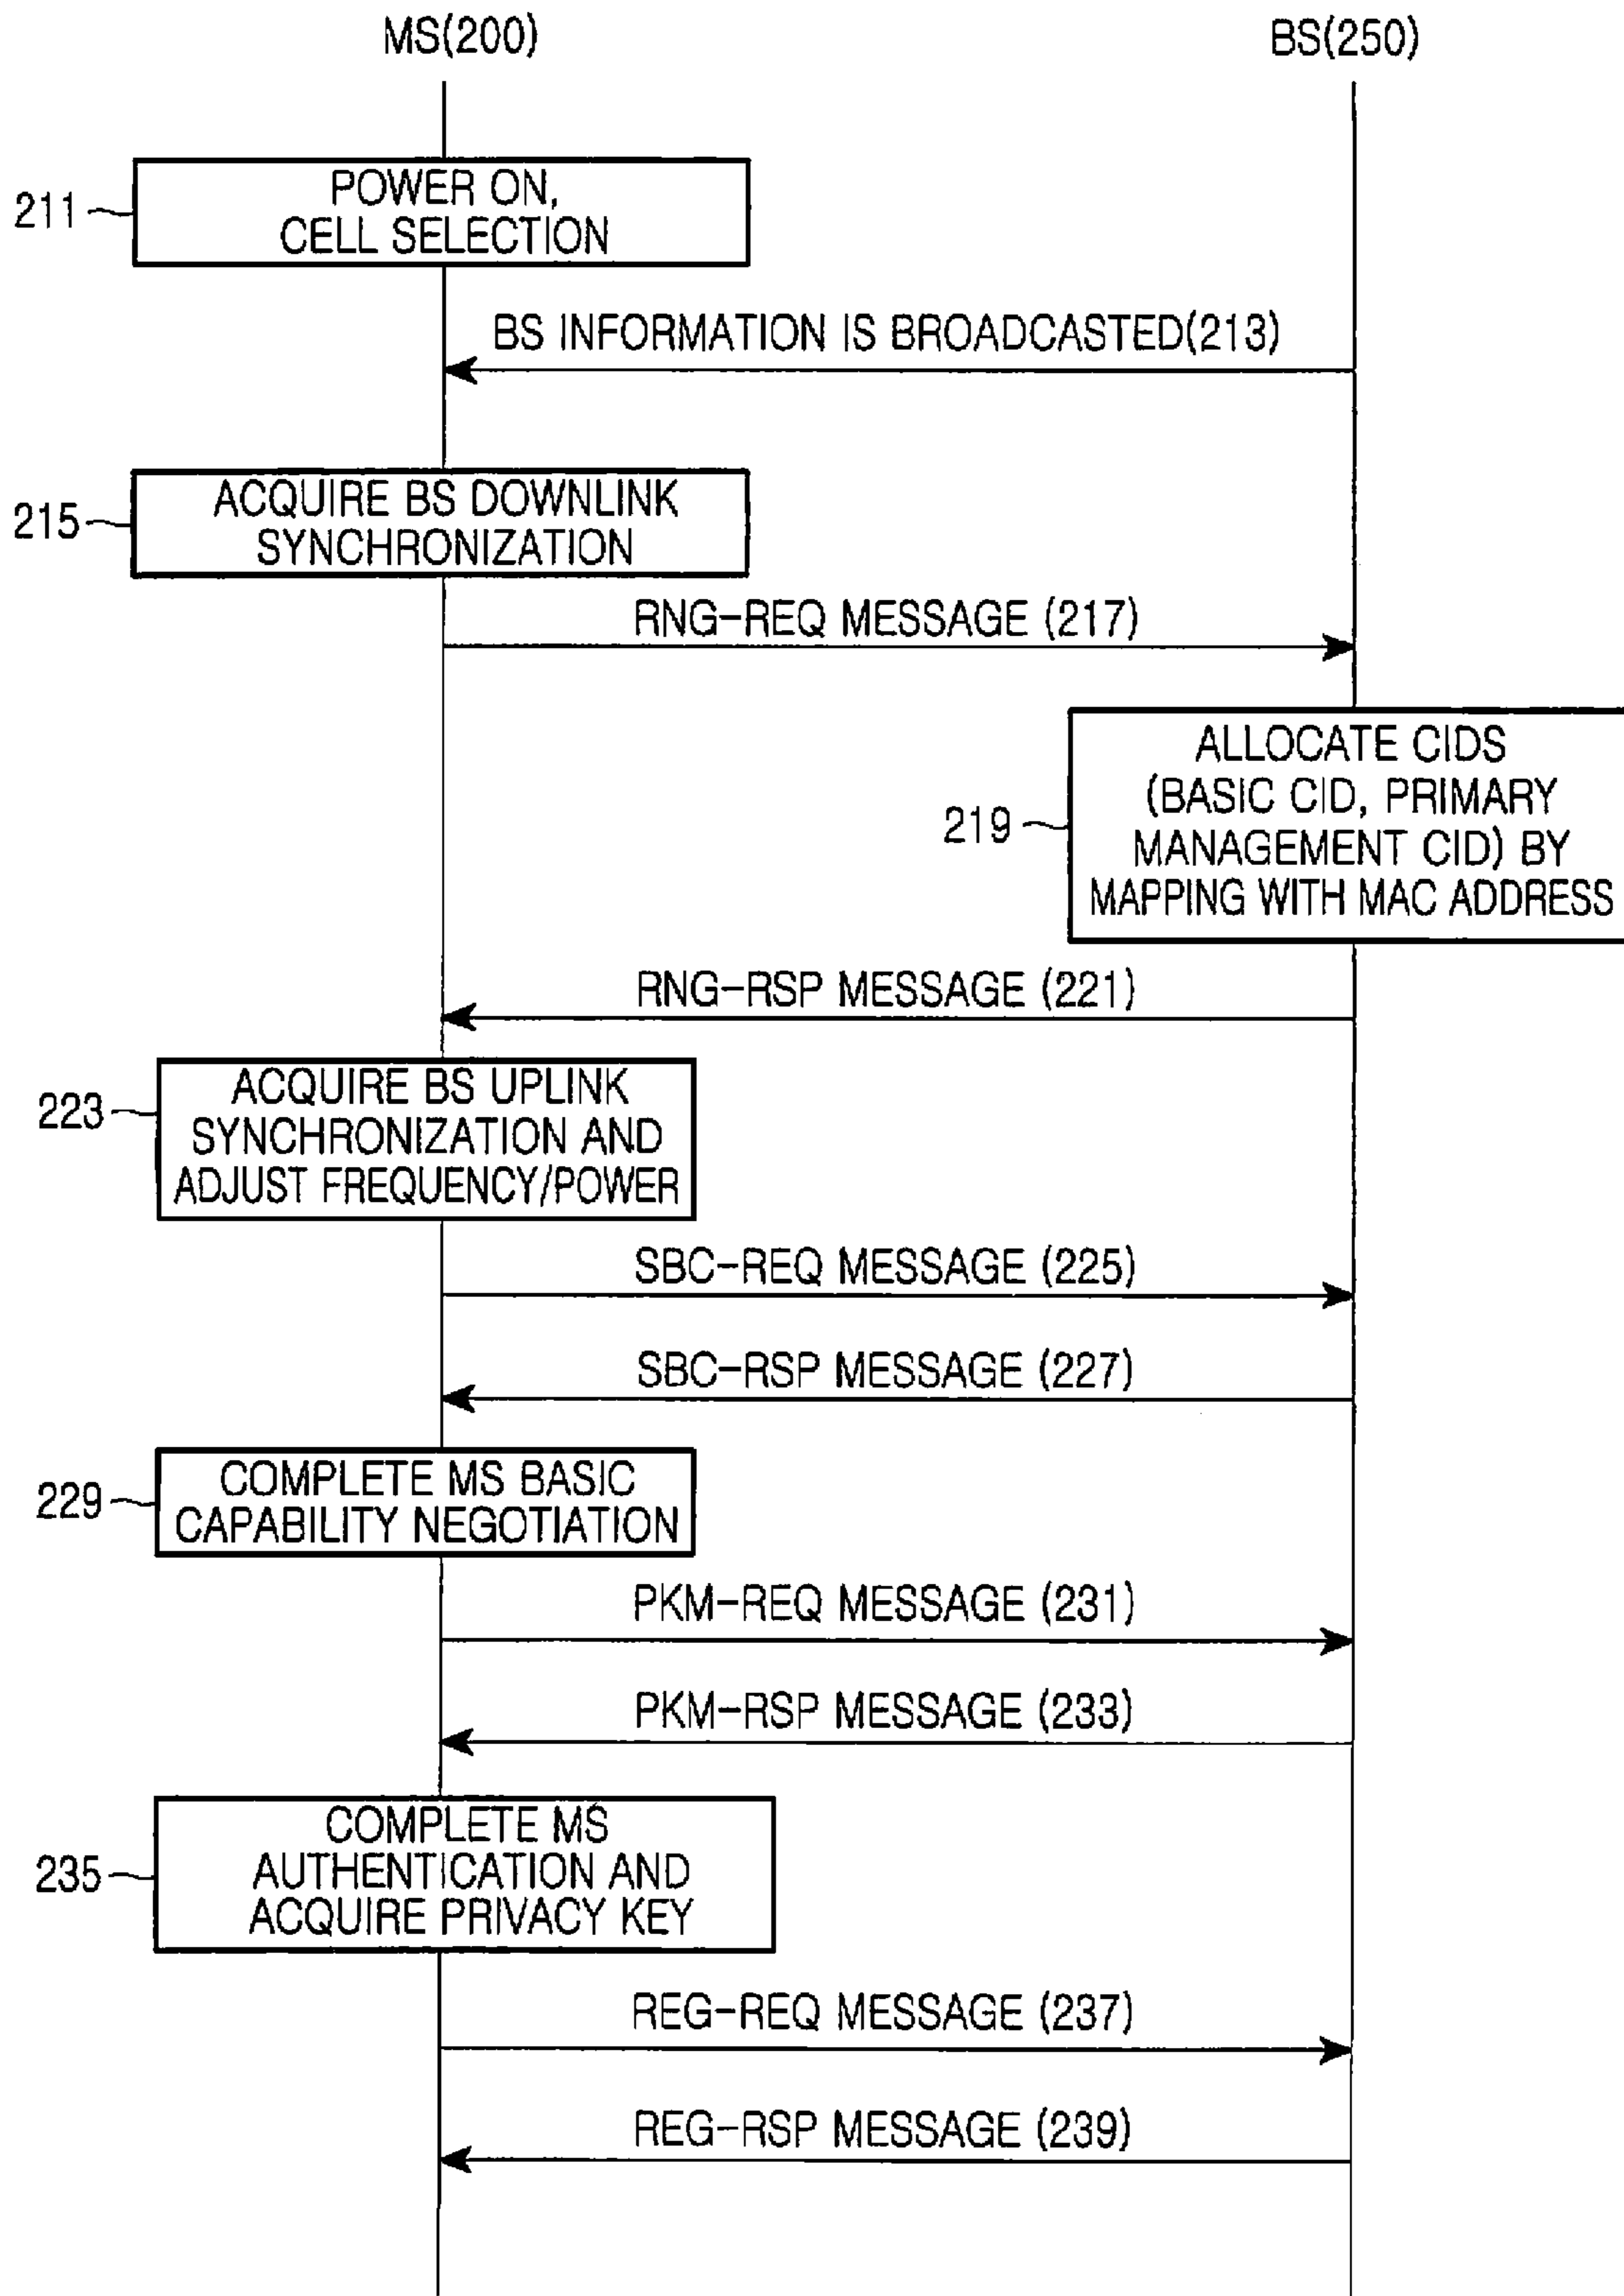 MS(200)
BS(250)
211
POWER ON,
CELL SELECTION
BS INFORMATION IS BROADCASTED(213)
215
ACQUIRE BS DOWNLINK
SYNCHRONIZATION
RNG-REQ MESSAGE (217)
219
ALLOCATE CIDS
(BASIC CID, PRIMARY
MANAGEMENT CID) BY
MAPPING WITH MAC ADDRESS
RNG-RSP MESSAGE (221)
223
ACQUIRE BS UPLINK
SYNCHRONIZATION AND
ADJUST FREQUENCY/POWER
SBC-REQ MESSAGE (225)
SBC-RSP MESSAGE (227)
229
COMPLETE MS BASIC
CAPABILITY NEGOTIATION
PKM-REQ MESSAGE (231)
PKM-RSP MESSAGE (233)
235
COMPLETE MS
AUTHENTICATION AND
ACQUIRE PRIVACY KEY
REG-REQ MESSAGE (237)
REG-RSP MESSAGE (239)